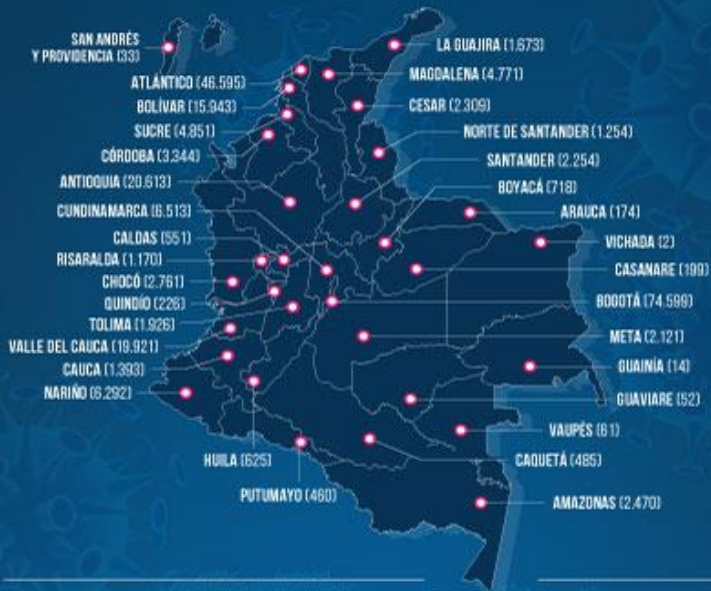 SAN ANDRÉS
Y PROVIDENCIA (33)
ATLÁNTICO (46.595)
BOLÍVAR (15.943)
SUCRE (4.851)
CÓRDOBA (3.344)
ANTIOQUIA (20.613)
CUNDINAMARCA (6.513)
CALDAS (551)
RISARALDA (1.170)
CHOCÓ (2.761)
QUINDÍO (226)
TOLIMA (1.926)
VALLE DEL CAUCA (19.921)
CAUCA (1.393)
NARIÑO (6.292)
HUILA (625)
PUTUMAYO (460)
LA GUAJIRA (1.673)
MAGDALENA (4.771)
CESAR (2.309)
NORTE DE SANTANDER (1.254)
SANTANDER (2.254)
BOYACÁ (718)
ARAUCA (174)
VICHADA (2)
CASANARE (199)
BOGOTÁ (74.599)
META (2.121)
GUAINÍA (14)
GUAVIARE (52)
VAUPÉS (61)
CAQUETÁ (485)
AMAZONAS (2.470)